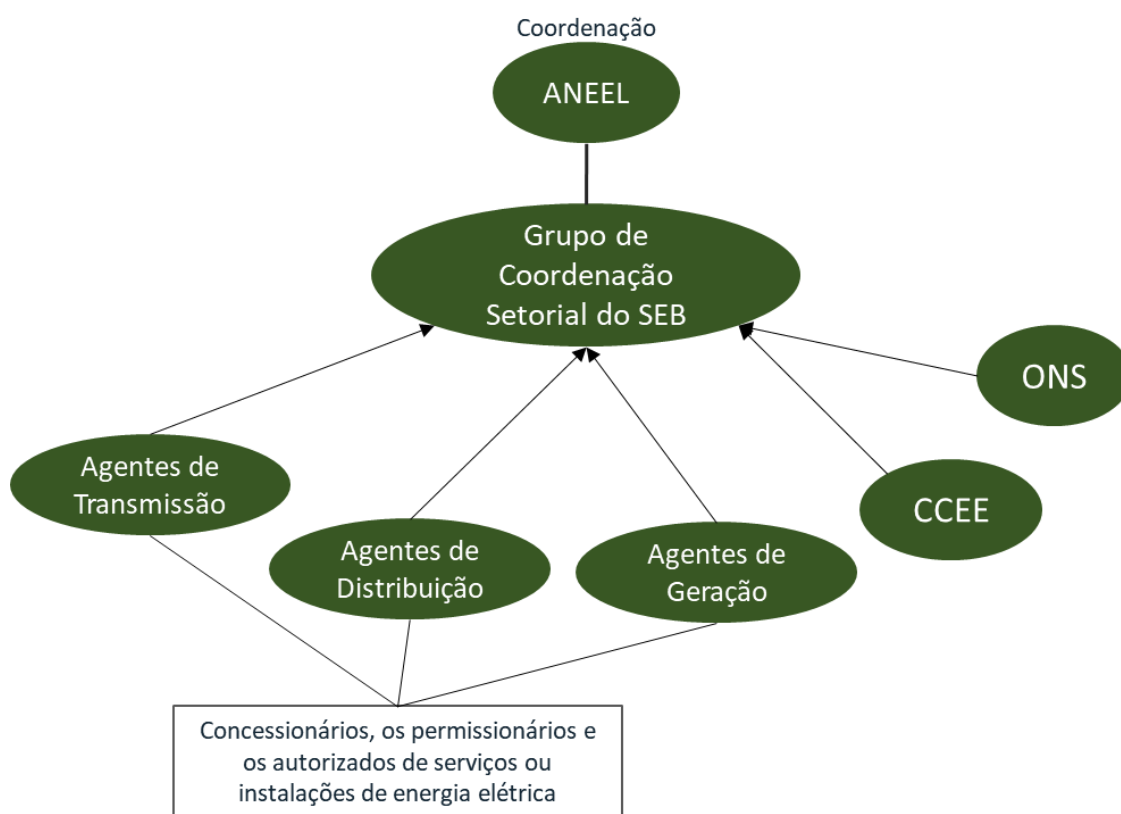 Coordenação
ANEEL
Grupo de
Coordenação
Setorial do SEB
ONS
Agentes de
Transmissão
CCEE
Agentes de
Distribuição
Agentes de
Geração
Concessionários, os permissionários e
os autorizados de serviços ou
instalações de energia elétrica